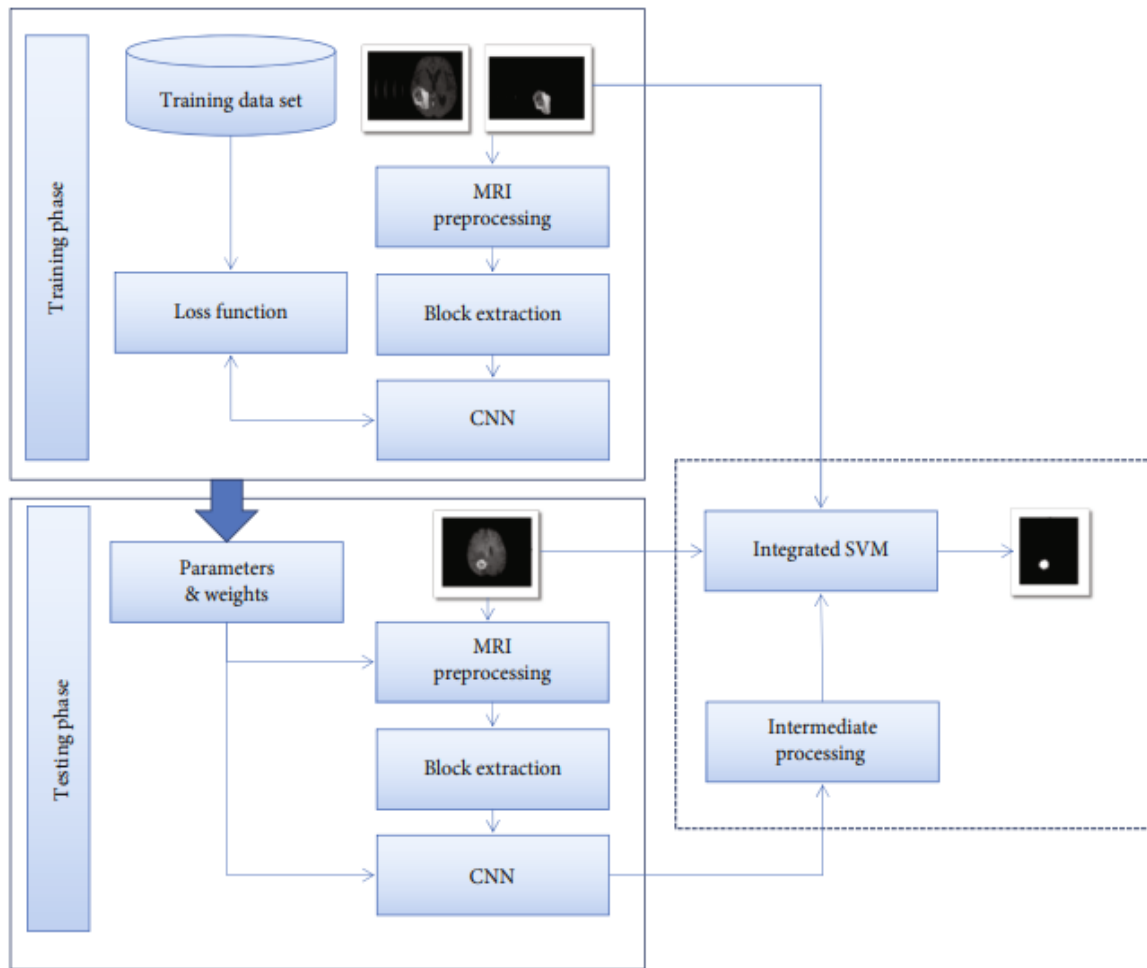 Training phase
Training data set
MRI
preprocessing
Loss function
Block extraction
CNN
Testing phase
Parameters
& weights
MRI
preprocessing
Block extraction
CNN
Integrated SVM
Intermediate
processing